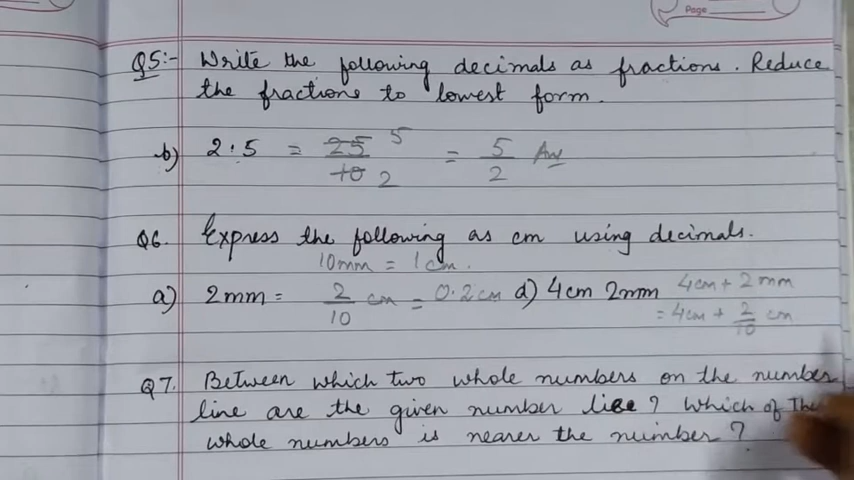 Page
Q5:- Write the following decimals as fractions. Reduce
the fractions to lowest form.
b) 2.5 = 25/10 5 2 = 5/2 Ans
Q6. Express the following as cm using decimals.
10mm = 1cm.
a) 2mm = 2/10 cm = 0.2cm d) 4cm 2mm 4cm + 2mm
= 4cm + 2/10 cm
Q7. Between which two whole numbers on the number
line are the given number lie? Which of The
whole numbers is nearer the number?